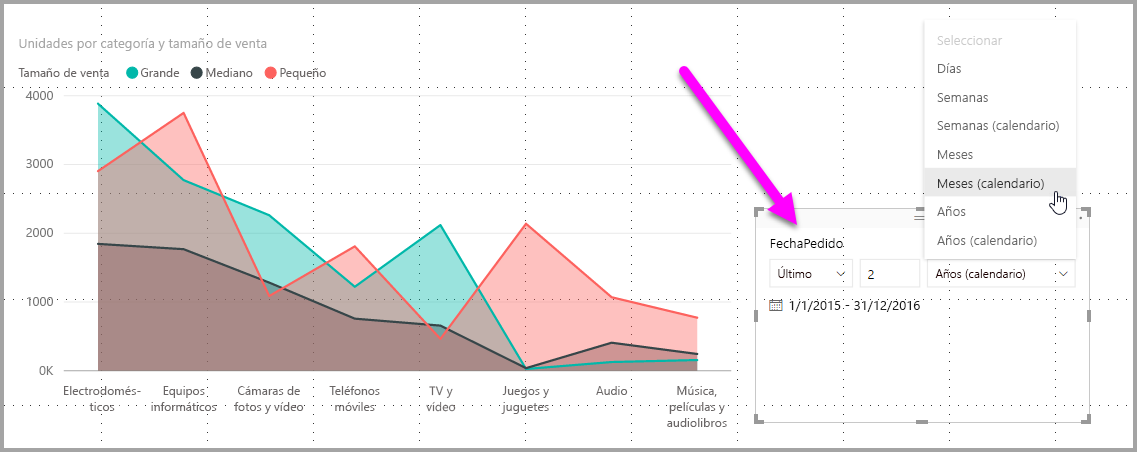 Unidades por categoría y tamaño de venta
Tamaño de venta Grande Mediano Pequeño
4000
3000
2000
1000
0K
Electrodomés-
ticos
Equipos
informáticos
Cámaras de
fotos y vídeo
Teléfonos
móviles
TV y
vídeo
Juegos y
juguetes
Audio
Música,
películas y
audiolibros
Seleccionar
Días
Semanas
Semanas (calendario)
Meses
Meses (calendario)
Años
Años (calendario)
FechaPedido
Último 2 Años (calendario)
1/1/2015 - 31/12/2016